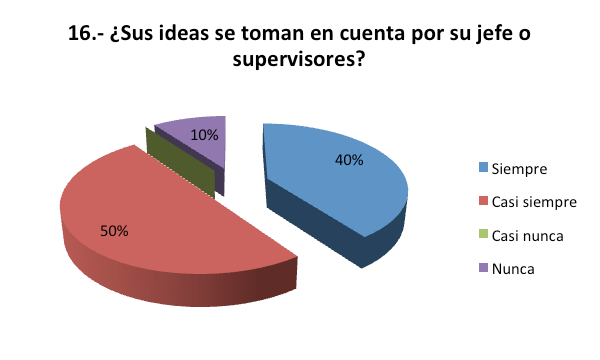 16.- ¿Sus ideas se toman en cuenta por su jefe o
supervisores?
10%
40%
50%
Siempre
Casi siempre
Casi nunca
Nunca